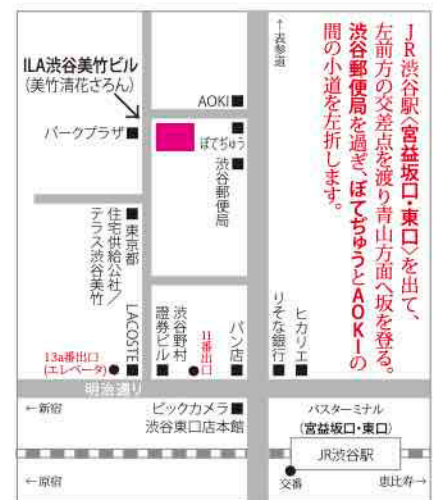 JR渋谷駅〈宮益坂口・東口〉を出て、
左前方の交差点を渡り青山方面へ坂を登る。
渋谷郵便局を過ぎ、ぼてぢゅうとAOKIの
間の小道を左折します。
←表参道
ILA渋谷美竹ビル
(美竹清花さろん)
AOKI
パークプラザ
ぼてぢゅう
渋谷郵便局
東京都
住宅供給公社／
テラス渋谷美竹
LACOSTE
渋谷野村
證券ビル
11番出口
パン店
りそな銀行
ヒカリエ
13a番出口
(エレベータ)
明治通り
←新宿
ビックカメラ
渋谷東口店本館
バスターミナル
(宮益坂口・東口)
JR渋谷駅
←原宿
交番
恵比寿→